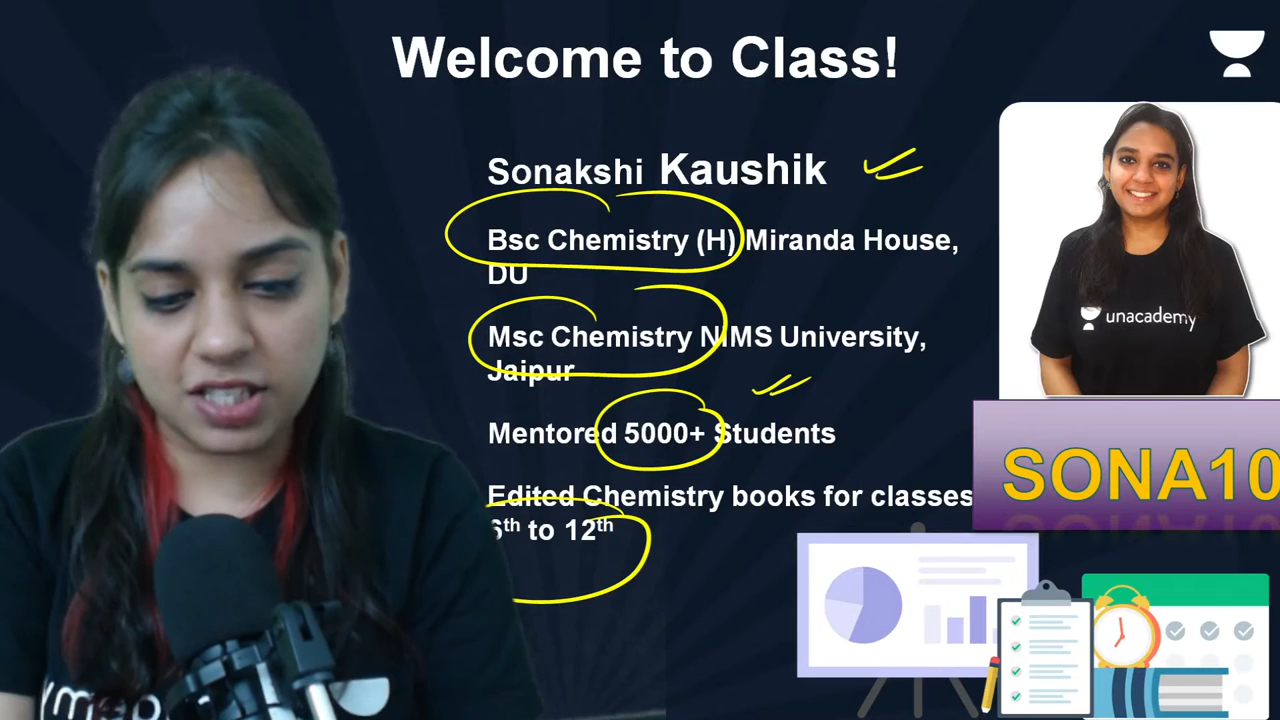 Welcome to Class!
Sonakshi Kaushik
Bsc Chemistry (H) Miranda House,
DU
Msc Chemistry NIMS University,
Jaipur
Mentored 5000+ Students
Edited Chemistry books for classes
6th to 12th
unacademy
SONA10